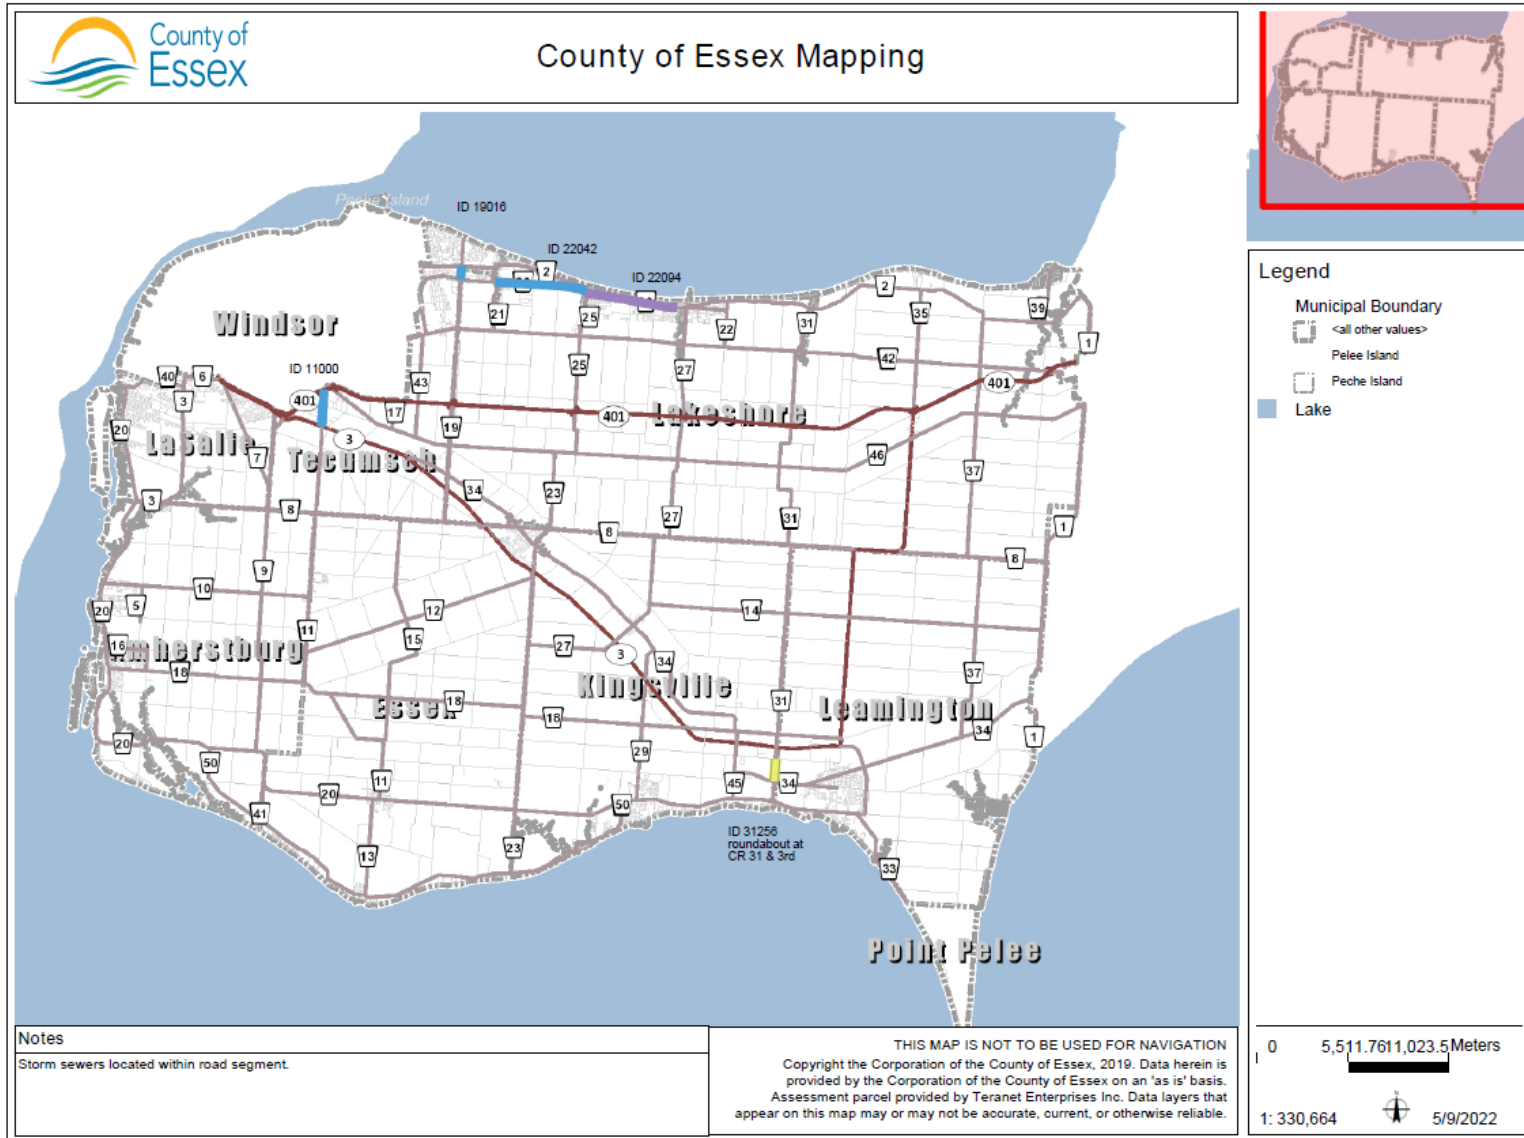 County of
Essex
County of Essex Mapping
Peche Island
ID 19016
ID 22042
2
ID 22094
2
39
35
21
25
22
31
1
Windsor
42
ID 11000
25
27
40
6
43
401
3
401
17
401
Lakeshore
20
19
3
LaSalle
7
Tecumseh
46
37
34
23
3
8
27
31
1
8
8
9
10
5
20
12
14
11
15
16
Amherstburg
27
3
34
18
37
Kingsville
18
31
Essex
Leamington
18
34
1
20
29
50
11
45
34
20
50
41
ID 31256
roundabout at
CR 31 & 3rd
23
13
33
Point Pelee
Legend
Municipal Boundary
<all other values>
Pelee Island
Peche Island
Lake
Notes
Storm sewers located within road segment.
THIS MAP IS NOT TO BE USED FOR NAVIGATION
Copyright the Corporation of the County of Essex, 2019. Data herein is
provided by the Corporation of the County of Essex on an 'as is' basis.
Assessment parcel provided by Teranet Enterprises Inc. Data layers that
appear on this map may or may not be accurate, current, or otherwise reliable.
0 5,511.7611,023.5 Meters
N
1: 330,664 5/9/2022